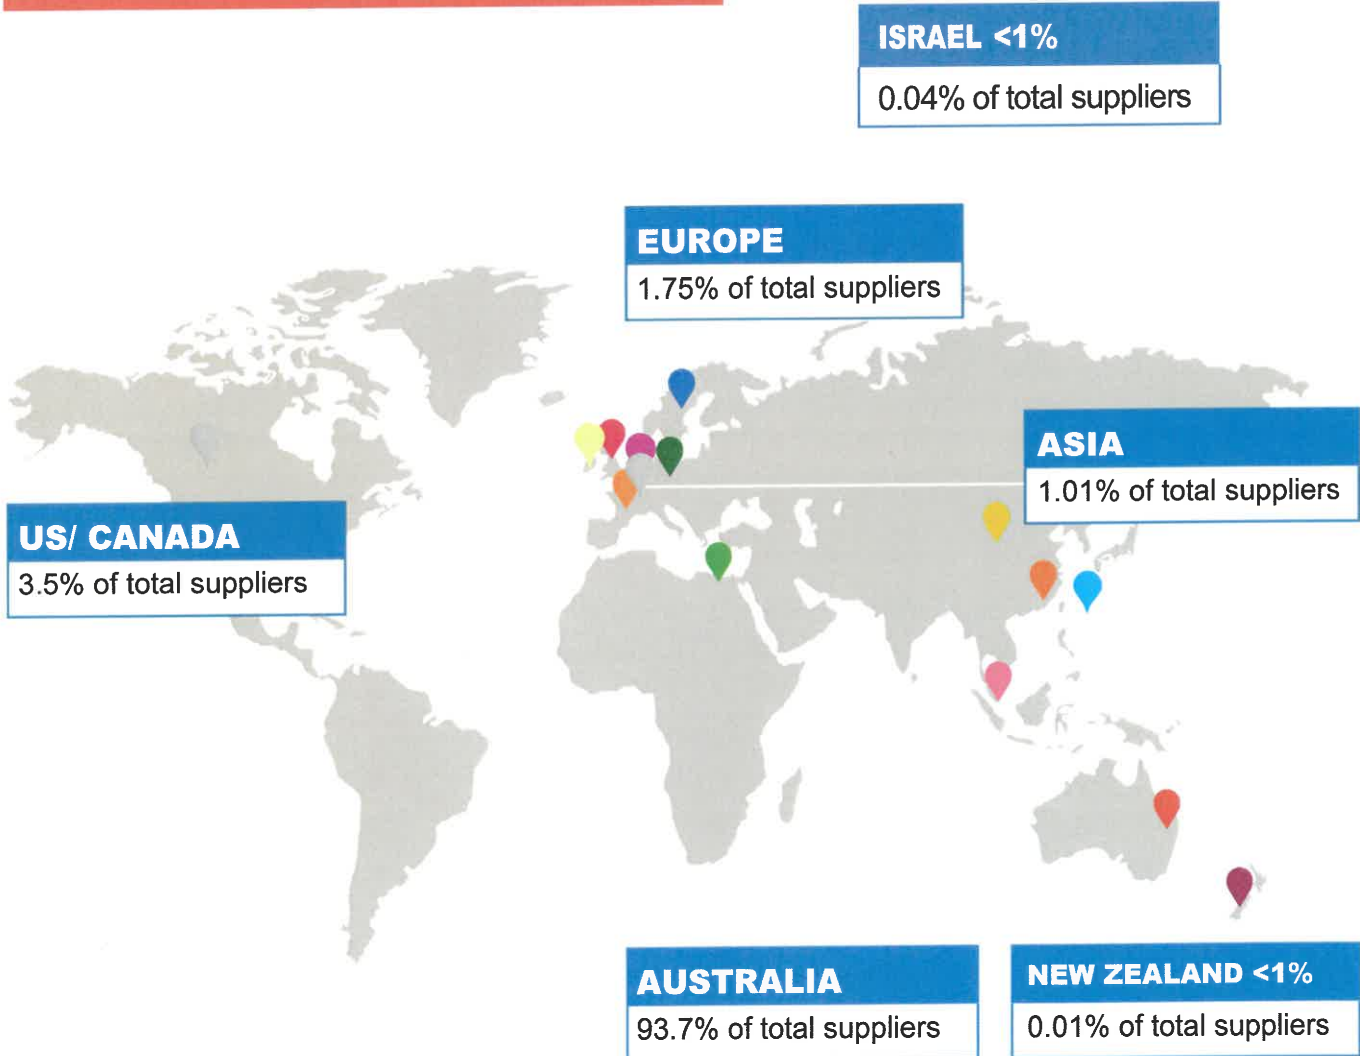 ISRAEL <1%
0.04% of total suppliers
EUROPE
1.75% of total suppliers
ASIA
1.01% of total suppliers
US/ CANADA
3.5% of total suppliers
AUSTRALIA
93.7% of total suppliers
NEW ZEALAND <1%
0.01% of total suppliers